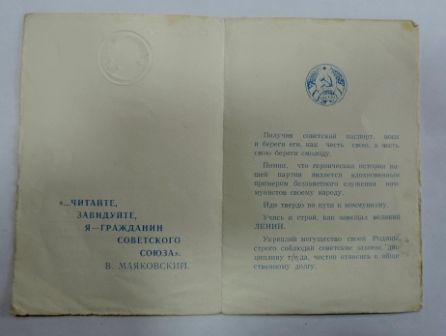 «...ЧИТАЙТЕ,
ЗАВИДУЙТЕ,
Я—ГРАЖДАНИН
СОВЕТСКОГО
СОЮЗА».
В. МАЯКОВСКИЙ.
Получив советский паспорт,
и береги его, как честь свою, а честь
свою береги смолоду.
Помни, что героическая история на-
шей партии является вдохновенным
примером беззаветного служения ком-
мунистов своему народу.
Иди твердо по пути к коммунизму.
Учись и строй, как завещал великий
ЛЕНИН.
Укрепляй могущество своей Родины,
строго соблюдай советские законы, дис-
циплину труда, честно относись к обще-
ственному долгу.